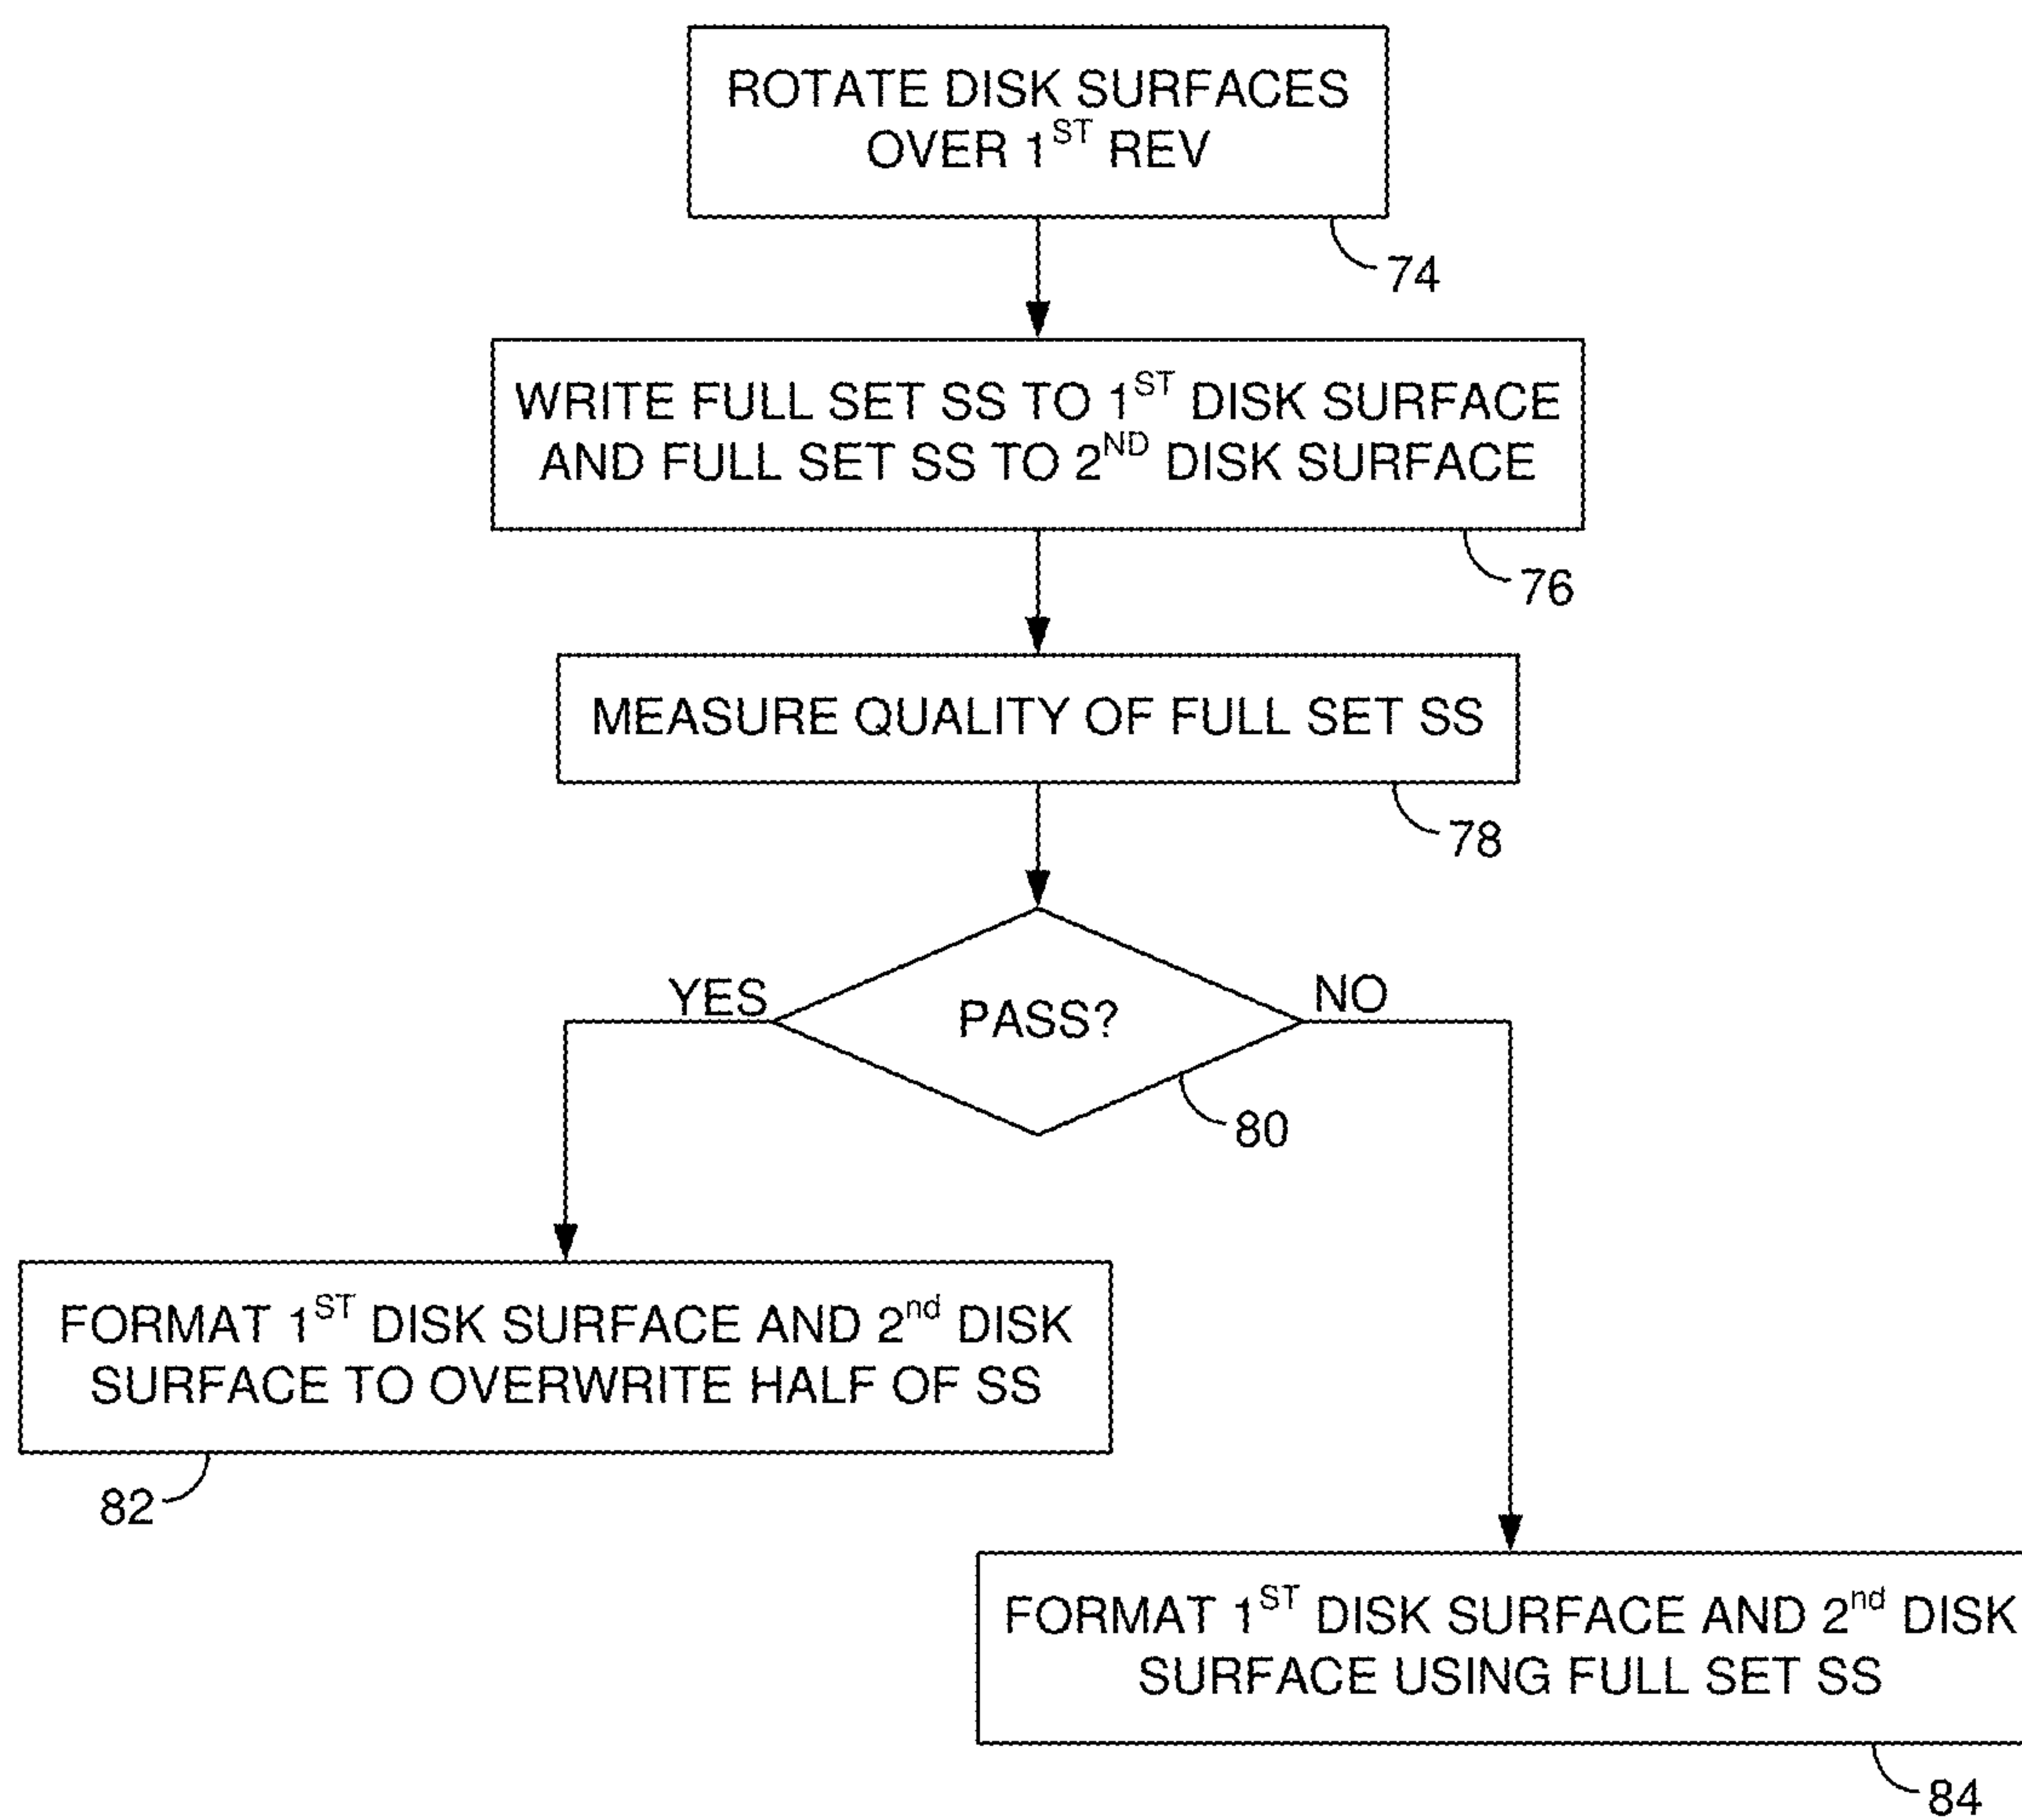 ROTATE DISK SURFACES
OVER 1ST REV
74
WRITE FULL SET SS TO 1ST DISK SURFACE
AND FULL SET SS TO 2ND DISK SURFACE
76
MEASURE QUALITY OF FULL SET SS
78
YES
PASS?
NO
80
FORMAT 1ST DISK SURFACE AND 2nd DISK
SURFACE TO OVERWRITE HALF OF SS
82
FORMAT 1ST DISK SURFACE AND 2nd DISK
SURFACE USING FULL SET SS
84